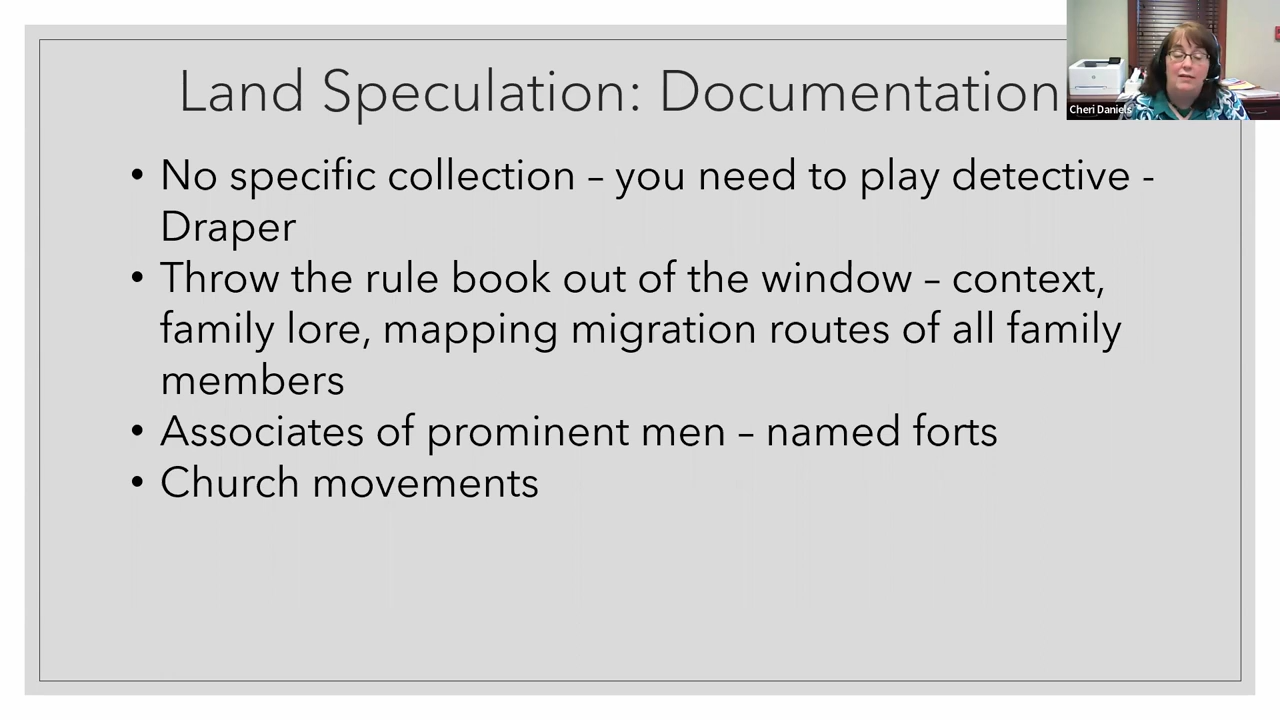 Land Speculation: Documentation
Cheri Daniels
• No specific collection – you need to play detective -
Draper
• Throw the rule book out of the window – context,
family lore, mapping migration routes of all family
members
• Associates of prominent men – named forts
• Church movements